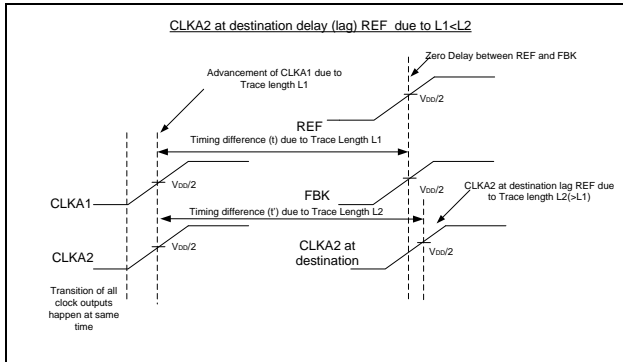 CLKA2 at destination delay (lag) REF due to L1<L2
Zero Delay between REF and FBK
Advancement of CLKA1 due to
Trace length L1
VDD/2
REF
Timing difference (t) due to Trace Length L1
VDD/2
CLKA1
FBK
VDD/2
CLKA2 at destination lag REF due
to Trace length L2(>L1)
Timing difference (t') due to Trace Length L2
VDD/2
CLKA2
CLKA2 at
destination
VDD/2
Transition of all
clock outputs
happen at same
time